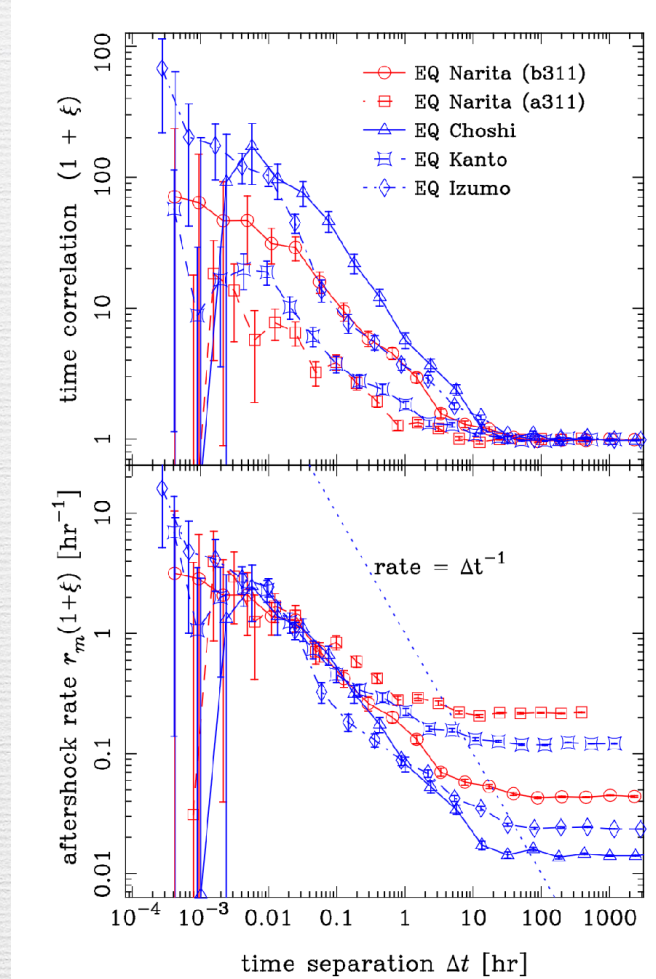 time correlation (1 + ξ)
100
100
10
1
EQ Narita (b311)
EQ Narita (a311)
EQ Choshi
EQ Kanto
EQ Izumo
aftershock rate r_m(1+ξ) [hr⁻¹]
10
1
0.1
0.01
rate = Δt⁻¹
10⁻⁴ 10⁻³ 0.01 0.1 1 10 100 1000
time separation Δt [hr]